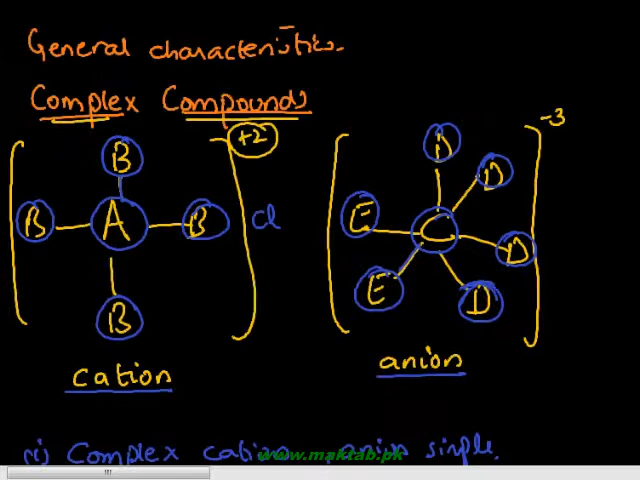 General characteristics.
Complex Compounds
+2
-3
B
D
D
B A B Cl
E C D
E D
B
cation
anion
(i) Complex cation, anion simple.
www.maktab.pk